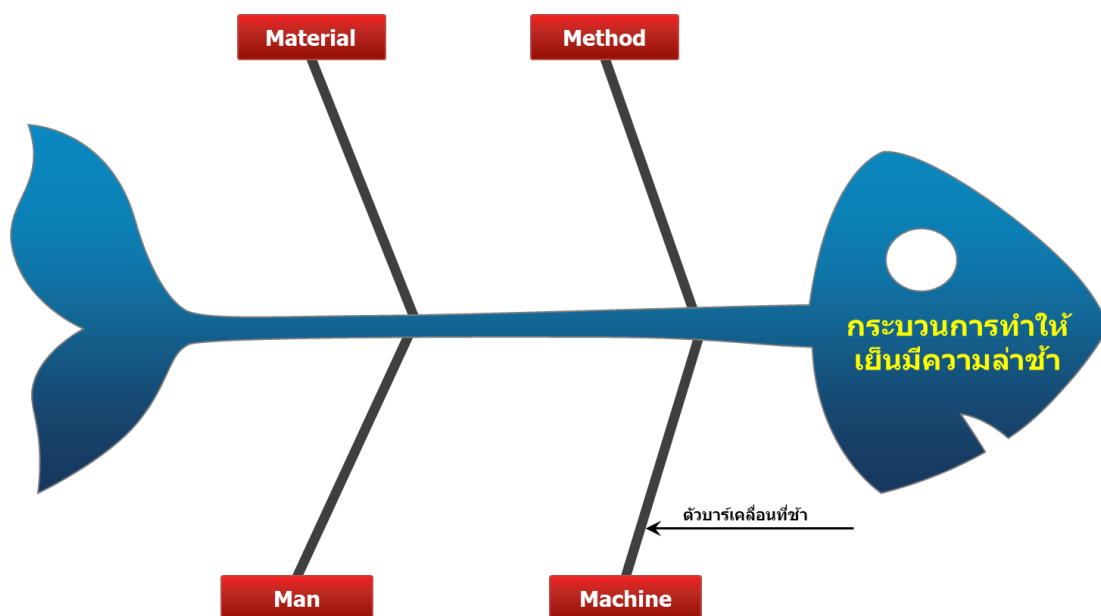 Material
Method
กระบวนการทำให้
เย็นมีความล่าช้า
ตัวบาร์เคลื่อนที่ช้า
Man
Machine